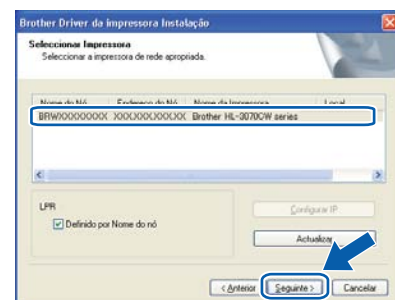 Brother Driver da impressora Instalação
Seleccionar Impressora
Seleccionar a impressora de rede apropriada.
Nome do Nó Endereço do Nó Nome da Impressora Local
BRWXXXXXXXX XXX.XXX.XXX.XX Brother HL-3070CW series
LPR
Configurar IP
Definido por Nome do nó
Actualizar
< Anterior Seguinte > Cancelar